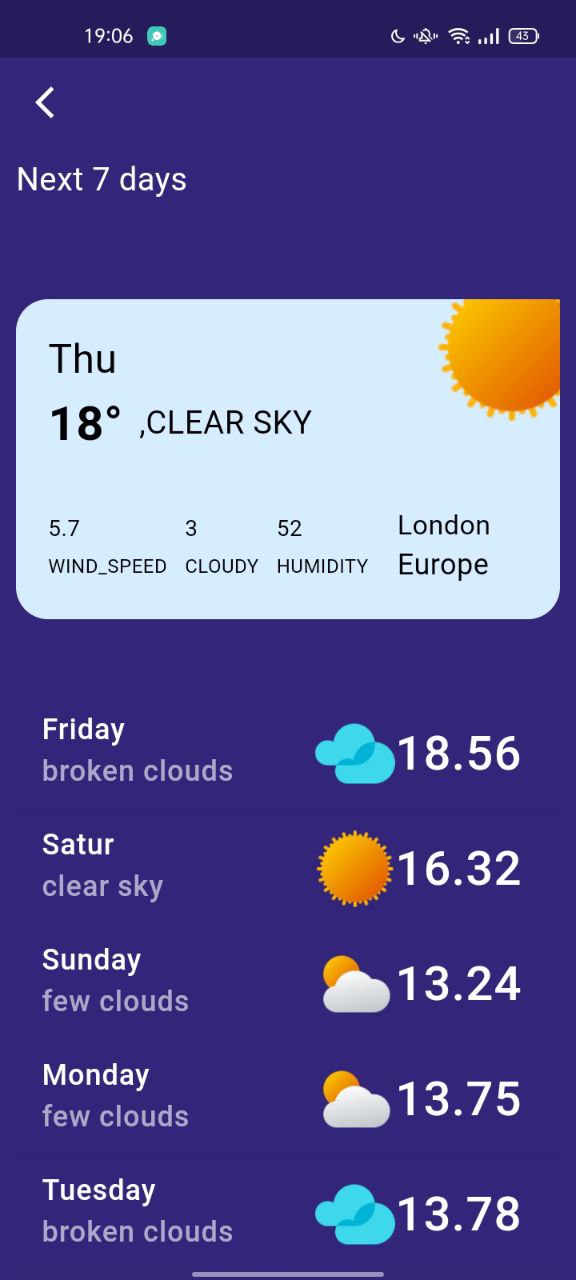 19:06
43
Next 7 days
Thu
18° ,CLEAR SKY
5.7 3 52 London
WIND_SPEED CLOUDY HUMIDITY Europe
Friday
broken clouds
18.56
Satur
clear sky
16.32
Sunday
few clouds
13.24
Monday
few clouds
13.75
Tuesday
broken clouds
13.78